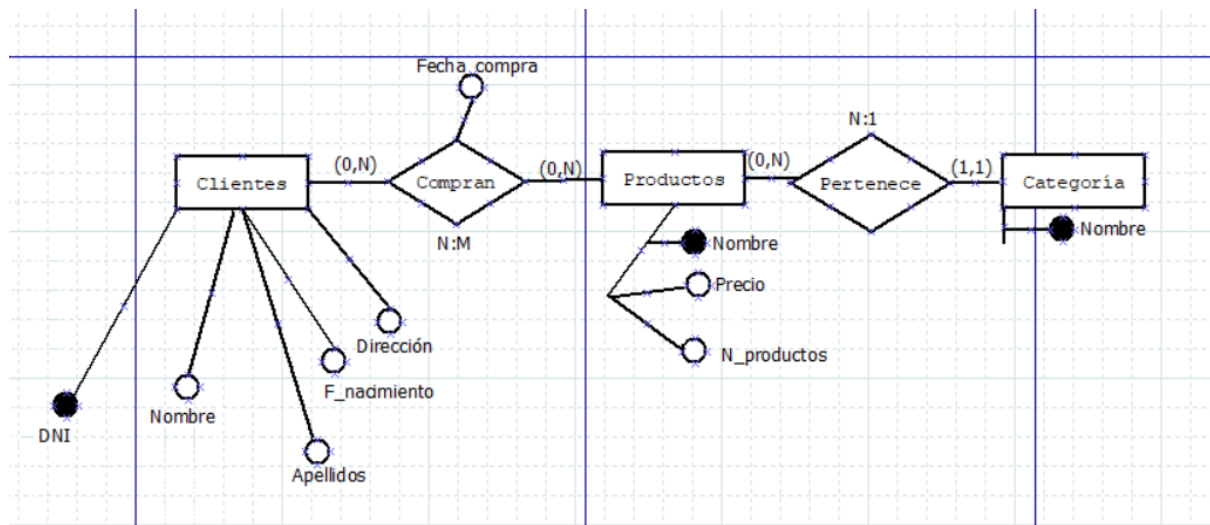 Fecha_compra
N:1
(0,N)
(0,N)
(0,N)
(1,1)
Clientes
Compran
Productos
Pertenece
Categoría
N:M
Nombre
Nombre
Precio
Dirección
N_productos
F_nacimiento
Nombre
DNI
Apellidos